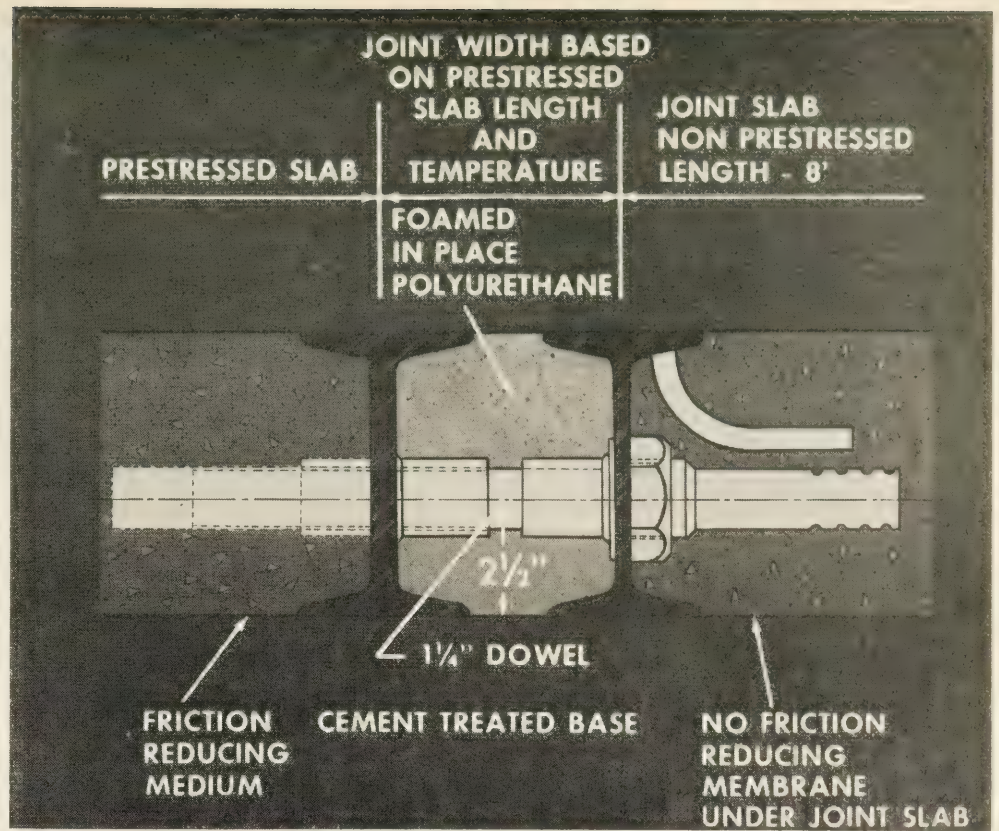 JOINT WIDTH BASED
ON PRESTRESSED
SLAB LENGTH
AND
TEMPERATURE
PRESTRESSED SLAB
JOINT SLAB
NON PRESTRESSED
LENGTH - 8'
FOAMED
IN PLACE
POLYURETHANE
2½"
1¼" DOWEL
FRICTION
REDUCING
MEDIUM
CEMENT TREATED BASE
NO FRICTION
REDUCING
MEMBRANE
UNDER JOINT SLAB